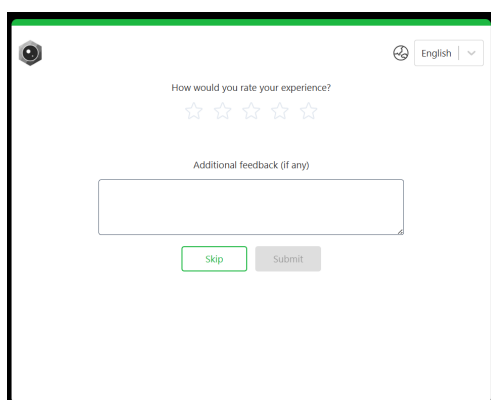 English
How would you rate your experience?
Additional feedback (if any)
Skip
Submit